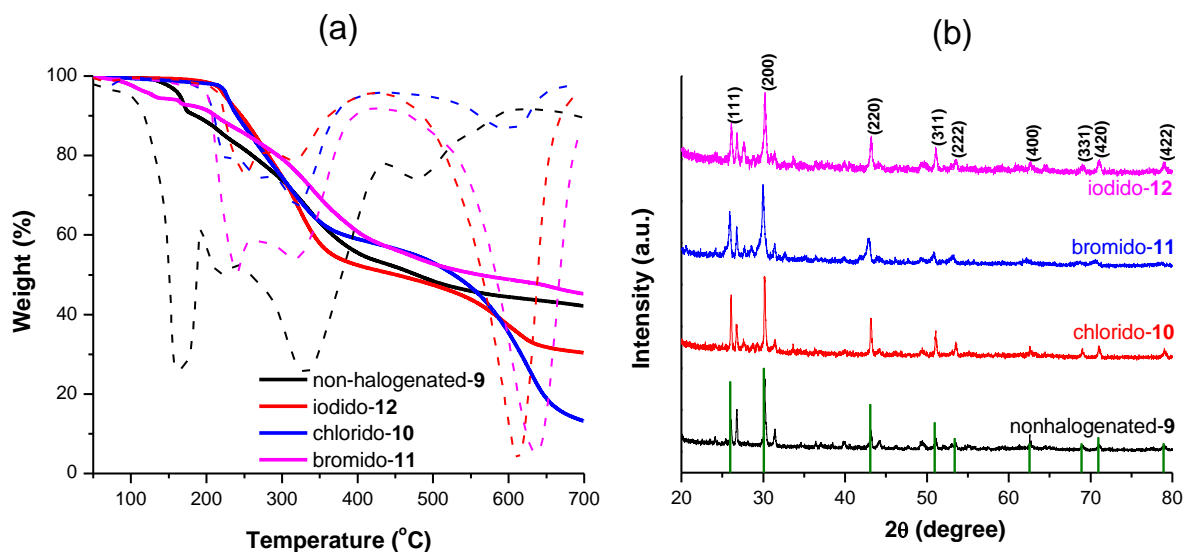 (a)
100
80
60
40
20
0
Weight (%)
non-halogenated-9
iodido-12
chlorido-10
bromido-11
100 200 300 400 500 600 700
Temperature (°C)
(b)
Intensity (a.u.)
(111)
(200)
(220)
(311)
(222)
(400)
(331)
(420)
(422)
iodido-12
bromido-11
chlorido-10
nonhalogenated-9
20 30 40 50 60 70 80
2θ (degree)